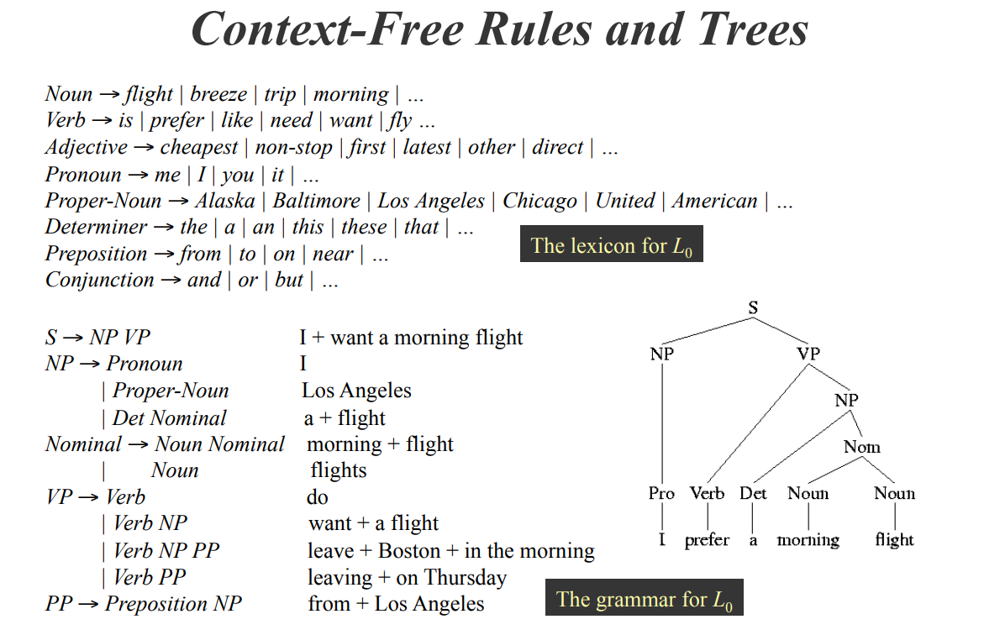 Context-Free Rules and Trees
Noun → flight | breeze | trip | morning | ...
Verb → is | prefer | like | need | want | fly ...
Adjective → cheapest | non-stop | first | latest | other | direct | ...
Pronoun → me | I | you | it | ...
Proper-Noun → Alaska | Baltimore | Los Angeles | Chicago | United | American | ...
Determiner → the | a | an | this | these | that | ...
Preposition → from | to | on | near | ...
Conjunction → and | or | but | ...
The lexicon for L₀
S → NP VP I + want a morning flight
NP → Pronoun I
| Proper-Noun Los Angeles
| Det Nominal a + flight
Nominal → Noun Nominal morning + flight
| Noun flights
VP → Verb do
| Verb NP want + a flight
| Verb NP PP leave + Boston + in the morning
| Verb PP leaving + on Thursday
PP → Preposition NP from + Los Angeles
The grammar for L₀
S
NP VP
NP
Nom
Pro Verb Det Noun Noun
I prefer a morning flight